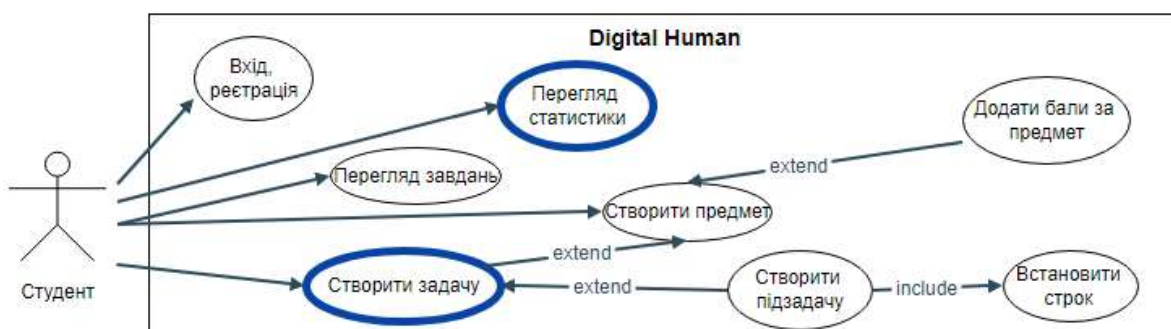 Digital Human
Вхід,
реєстрація
Перегляд
статистики
Додати бали за
предмет
extend
Перегляд завдань
Створити предмет
extend
Створити задачу
extend
Створити
підзадачу
include
Встановити
строк
Студент